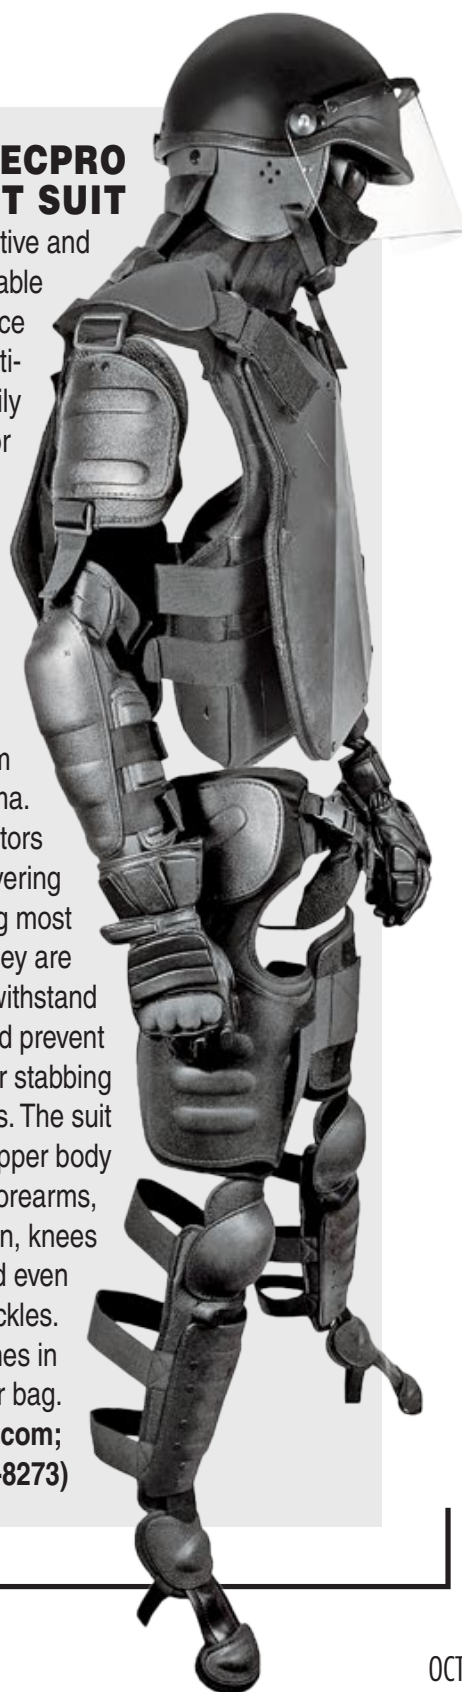 ECPRO
T SUIT
tive and
able
ce
ti-
ily
or
m
na.
tors
vering
g most
ey are
withstand
d prevent
r stabbing
s. The suit
pper body
orearms,
n, knees
d even
ckles.
nes in
r bag.
com;
-8273)
OCT